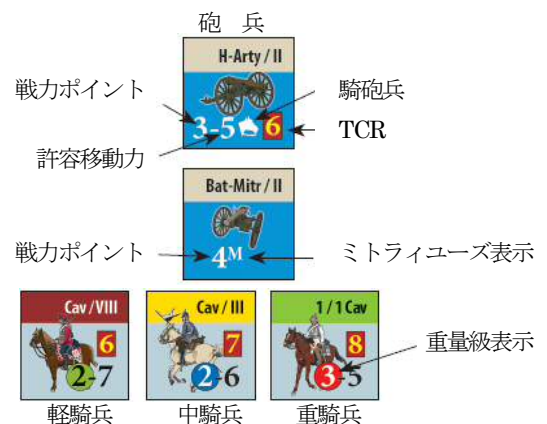 砲 兵
H-Arty / II
戦力ポイント
騎砲兵
3-5 6
TCR
許容移動力
Bat-Mitr / II
戦力ポイント
4M
ミトライユーズ表示
Cav / VIII
Cav / III
1 / 1 Cav
6
7
8
重量級表示
2-7
2-6
3-5
軽騎兵
中騎兵
重騎兵